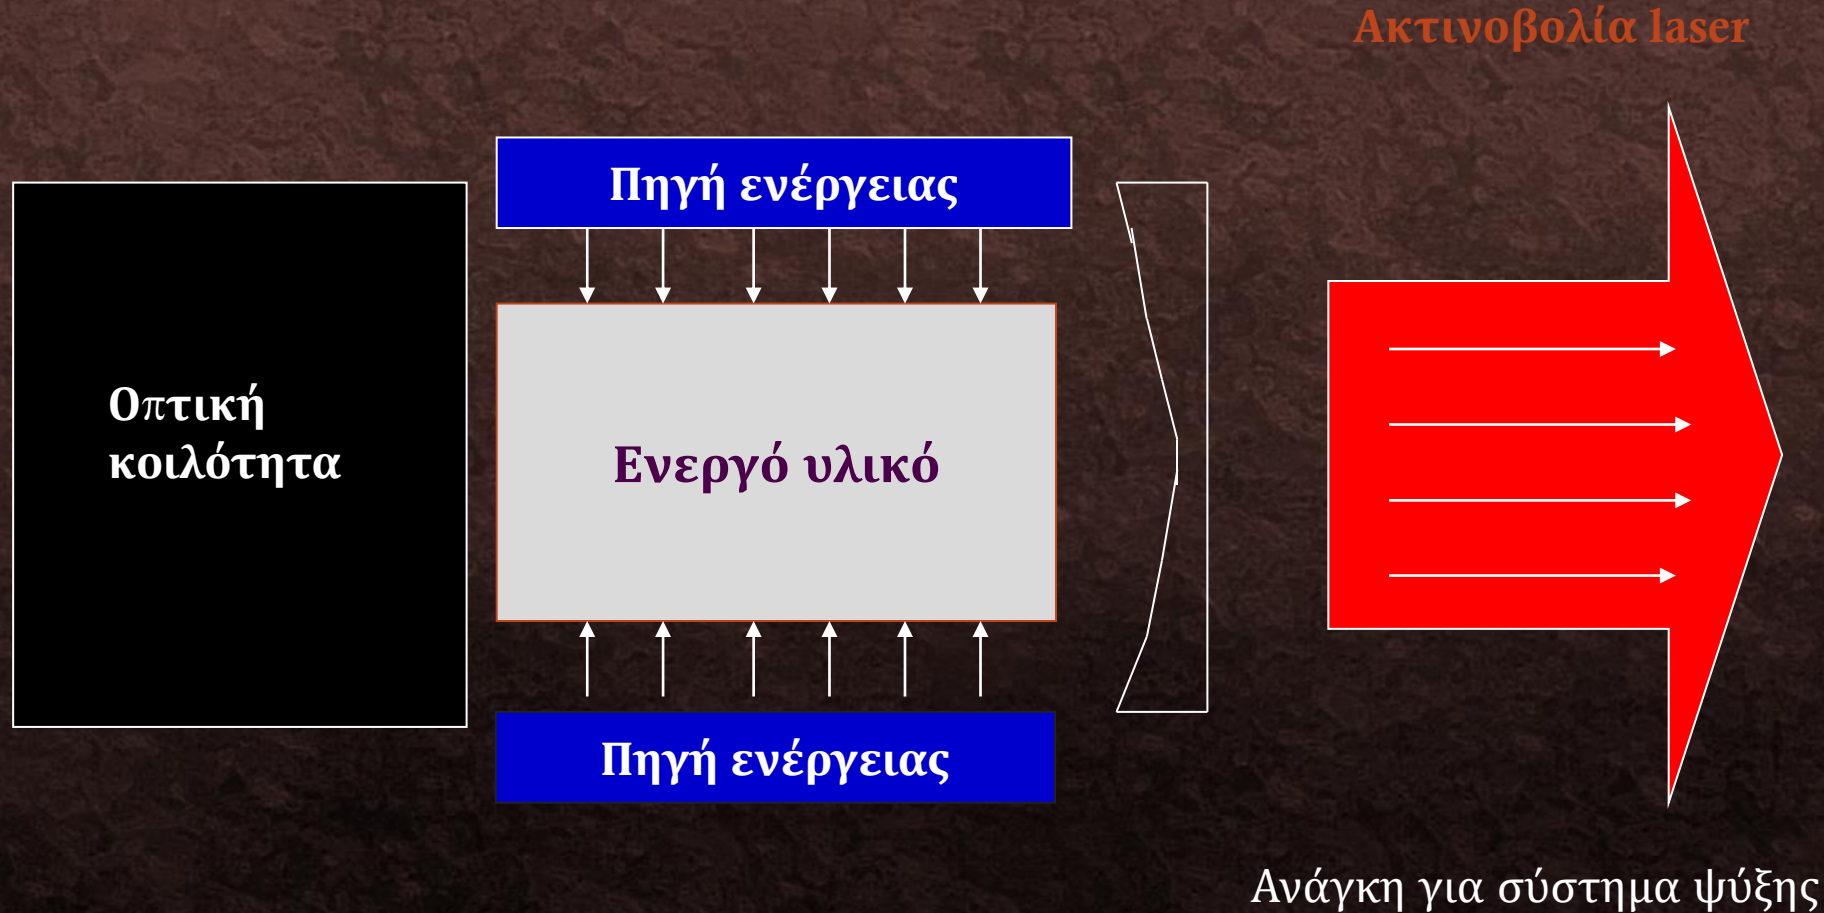 Ακτινοβολία laser
Πηγή ενέργειας
Οπτική
κοιλότητα
Ενεργό υλικό
Πηγή ενέργειας
Ανάγκη για σύστημα ψύξης